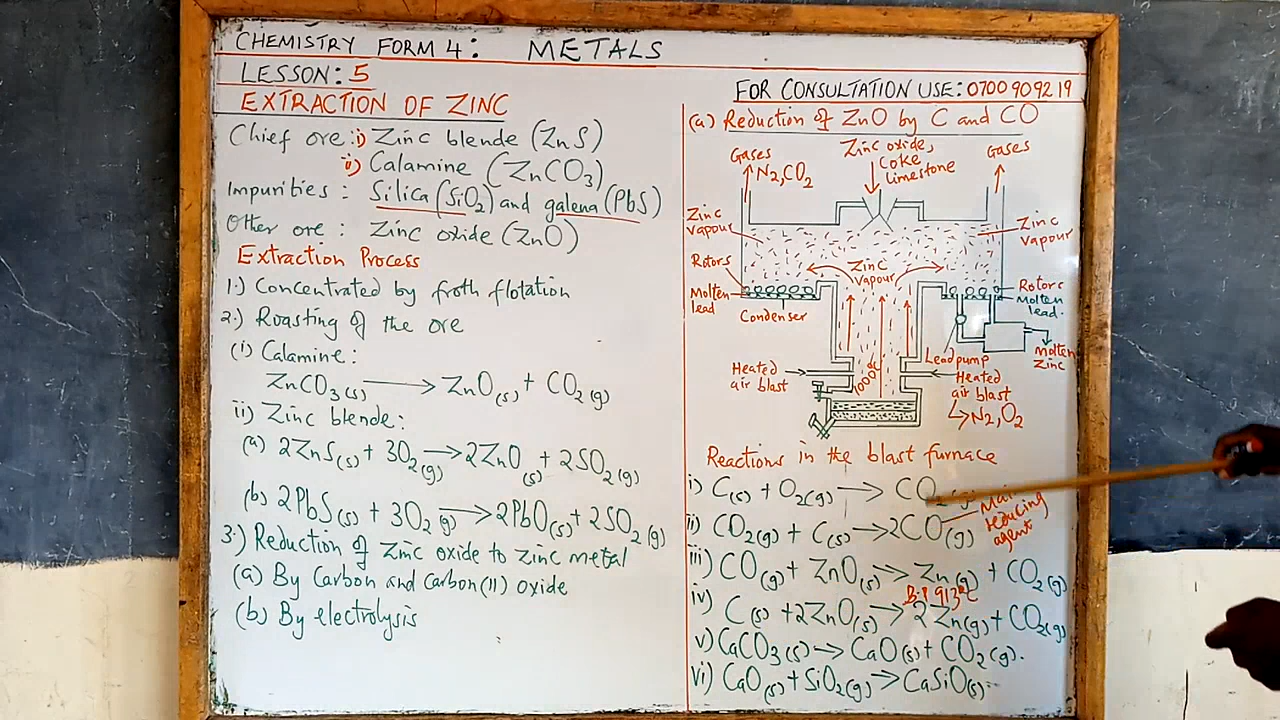 CHEMISTRY FORM 4: METALS
LESSON: 5
EXTRACTION OF ZINC
Chief ore: i) Zinc blende (ZnS)
ii) Calamine (ZnCO3)
Impurities: Silica (SiO2) and galena (PbS)
Other ore: Zinc oxide (ZnO)
Extraction Process
1.) Concentrated by froth flotation
2.) Roasting of the ore
(i) Calamine:
ZnCO3(s) → ZnO(s) + CO2(g)
ii) Zinc blende:
(a) 2ZnS(s) + 3O2(g) → 2ZnO(s) + 2SO2(g)
(b) 2PbS(s) + 3O2(g) → 2PbO(s) + 2SO2(g)
3.) Reduction of Zinc oxide to zinc metal
(a) By Carbon and Carbon(II) oxide
(b) By electrolysis
FOR CONSULTATION USE: 0700 909219
(a) Reduction of ZnO by C and CO
Gases
N2, CO2
Zinc oxide,
Coke
Limestone
Gases
Zinc vapour
Zinc vapour
Rotors
Zinc vapour
Rotors
Molten lead
Molten lead.
Condenser
Lead pump
Molten Zinc
Heated air blast
1000°C
Heated air blast
→ N2, O2
Reactions in the blast furnace
i) C(s) + O2(g) → CO2(g)
ii) CO2(g) + C(s) → 2CO(g) Main reducing agent
iii) CO(g) + ZnO(s) → Zn(g) + CO2(g)
B.P 913°C
iv) C(s) + 2ZnO(s) → 2Zn(g) + CO2(g)
v) CaCO3(s) → CaO(s) + CO2(g).
vi) CaO(s) + SiO2(g) → CaSiO(s)